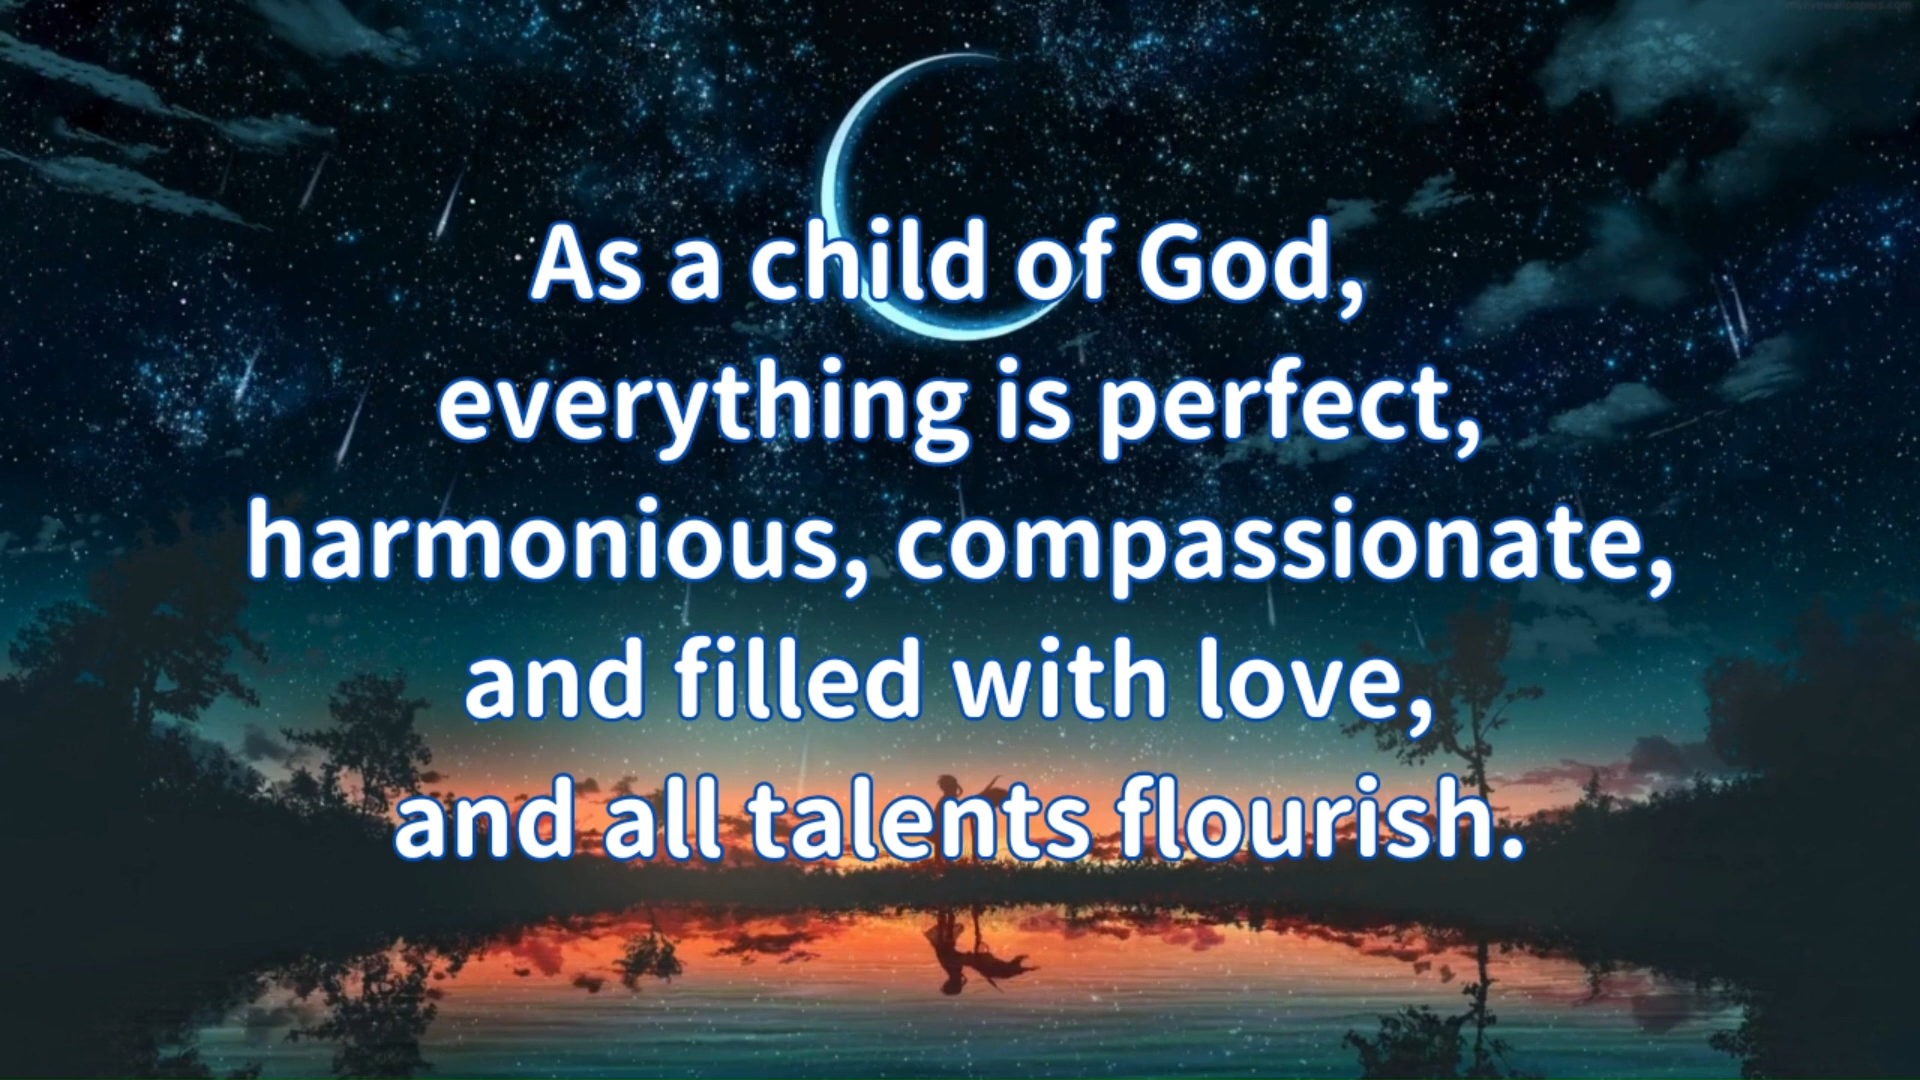 As a child of God,
everything is perfect,
harmonious, compassionate,
and filled with love,
and all talents flourish.